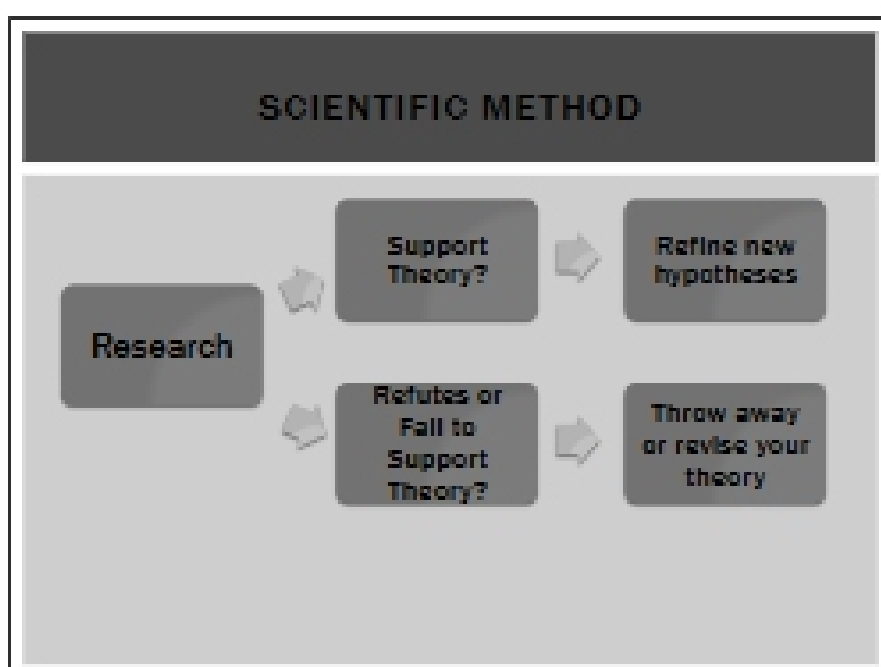 SCIENTIFIC METHOD
Research
Support
Theory?
Refine new
hypotheses
Refutes or
Fail to
Support
Theory?
Throw away
or revise your
theory